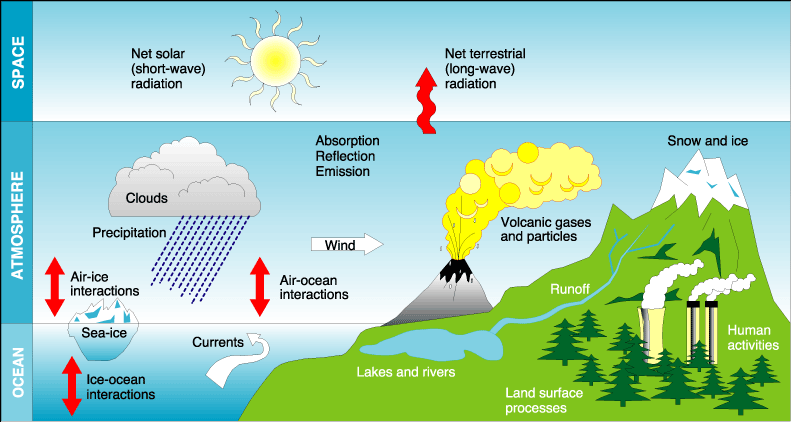 SPACE
Net solar
(short-wave)
radiation
Net terrestrial
(long-wave)
radiation
ATMOSPHERE
Absorption
Reflection
Emission
Snow and ice
Clouds
Precipitation
Volcanic gases
and particles
Wind
Air-ice
interactions
Air-ocean
interactions
Runoff
Sea-ice
Currents
Human
activities
OCEAN
Lakes and rivers
Ice-ocean
interactions
Land surface
processes